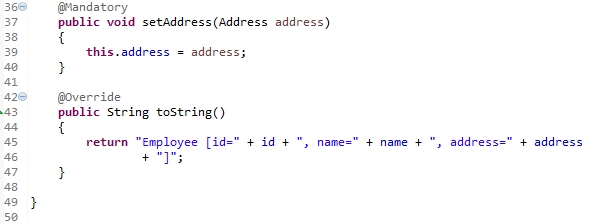 36 @Mandatory
37 public void setAddress(Address address)
38 {
39 this.address = address;
40 }
41
42 @Override
43 public String toString()
44 {
45 return "Employee [id=" + id + ", name=" + name + ", address=" + address
46 + "]";
47 }
48
49 }
50